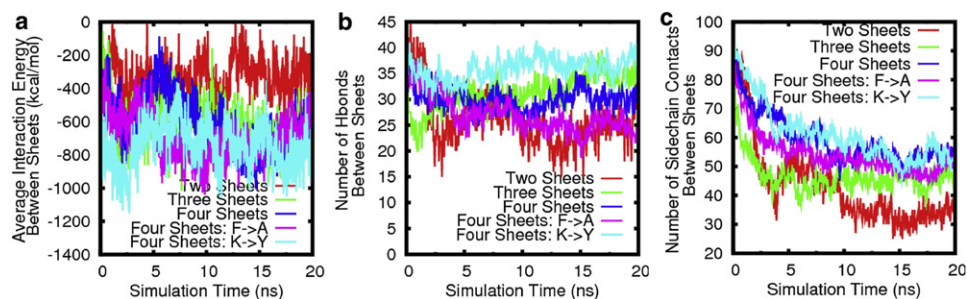 a
Average Interaction Energy
Between Sheets (kcal/mol)
0
-200
-400
-600
-800
-1000
-1200
-1400
Two Sheets
Three Sheets
Four Sheets
Four Sheets: F->A
Four Sheets: K->Y
0 5 10 15 20
Simulation Time (ns)
b
Number of Hbonds
Between Sheets
45
40
35
30
25
20
15
10
5
0
Two Sheets
Three Sheets
Four Sheets
Four Sheets: F->A
Four Sheets: K->Y
0 5 10 15 20
Simulation Time (ns)
c
Number of Sidechain Contacts
Between Sheets
100
90
80
70
60
50
40
30
20
Two Sheets
Three Sheets
Four Sheets
Four Sheets: F->A
Four Sheets: K->Y
0 5 10 15 20
Simulation Time (ns)